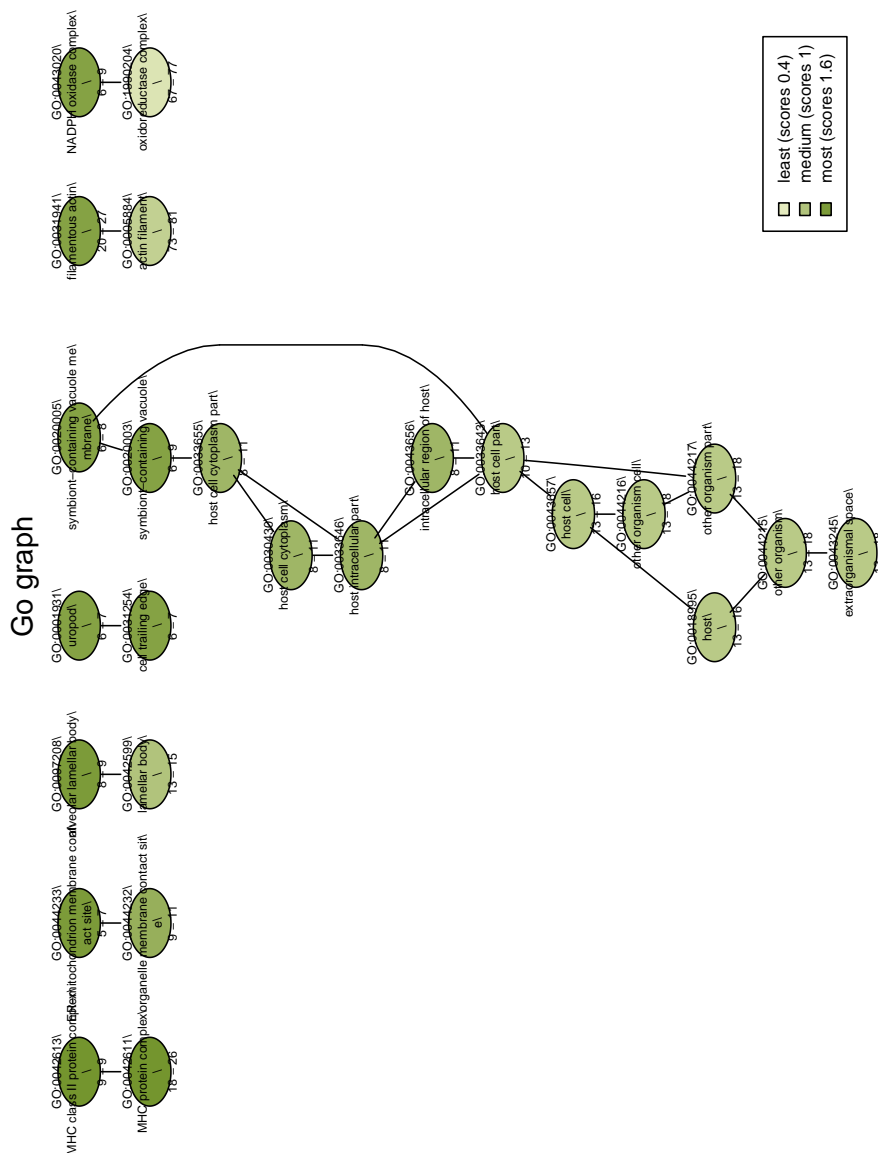 Go graph
GO:0042613\
MHC class II protein complex\
\
9 − 9
GO:0044233\
ER−mitochondrion membrane cont\
act site\
5 − 7
GO:0097208\
alveolar lamellar body\
\
8 − 9
GO:0001931\
uropod\
\
6 − 7
GO:0020005\
symbiont−containing vacuole me\
mbrane\
6 − 8
GO:0031941\
filamentous actin\
\
20 − 27
GO:0043020\
NADPH oxidase complex\
\
6 − 9
GO:0042611\
MHC protein complex\
\
18 − 26
GO:0044232\
organelle membrane contact sit\
e\
9 − 11
GO:0042599\
lamellar body\
\
13 − 15
GO:0031254\
cell trailing edge\
\
6 − 7
GO:0020003\
symbiont−containing vacuole\
\
6 − 9
GO:0005884\
actin filament\
\
73 − 81
GO:1990204\
oxidoreductase complex\
\
67 − 77
GO:0033655\
host cell cytoplasm part\
\
8 − 11
GO:0030430\
host cell cytoplasm\
\
8 − 11
GO:0033646\
host intracellular part\
\
8 − 11
GO:0043656\
intracellular region of host\
\
8 − 11
GO:0033643\
host cell part\
\
10 − 13
GO:0043657\
host cell\
\
13 − 16
GO:0044216\
other organism cell\
\
13 − 18
GO:0018995\
host\
\
13 − 16
GO:0044217\
other organism part\
\
13 − 18
GO:0044215\
other organism\
\
13 − 18
GO:0043245\
extraorganismal space\
\
least (scores 0.4)
medium (scores 1)
most (scores 1.6)